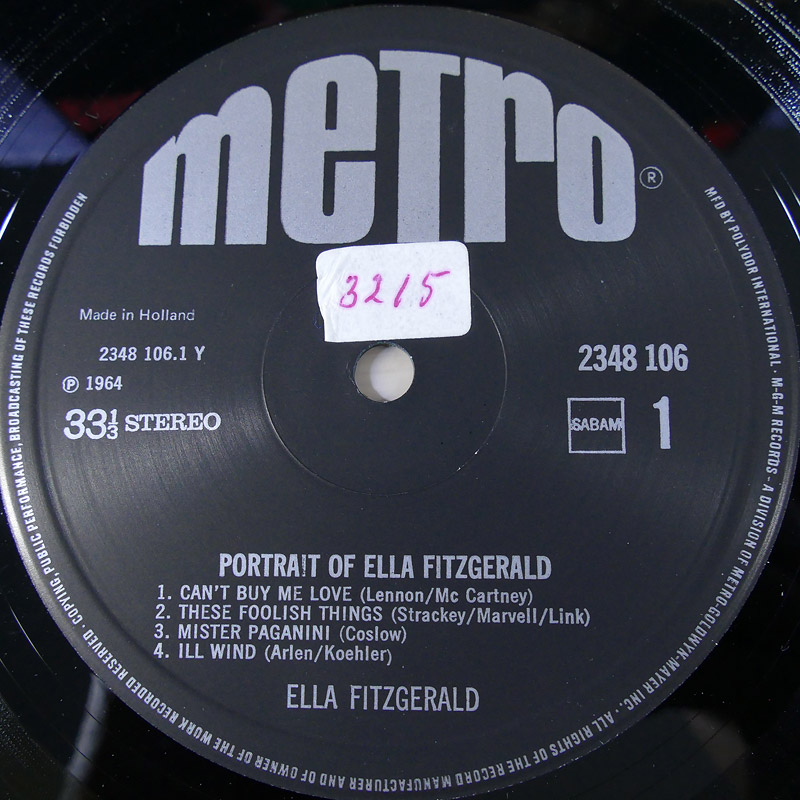 metro ®
3215
Made in Holland
2348 106.1 Y
℗ 1964
33⅓ STEREO
2348 106
SABAM
1
PORTRAIT OF ELLA FITZGERALD
1. CAN'T BUY ME LOVE (Lennon/Mc Cartney)
2. THESE FOOLISH THINGS (Strackey/Marvell/Link)
3. MISTER PAGANINI (Coslow)
4. ILL WIND (Arlen/Koehler)
ELLA FITZGERALD
MFD BY POLYDOR INTERNATIONAL · M-G-M RECORDS - A DIVISION OF METRO-GOLDWYN-MAYER INC. · ALL RIGHTS OF THE RECORD MANUFACTURER AND OF OWNER OF THE WORK RECORDED RESERVED · COPYING, PUBLIC PERFORMANCE, BROADCASTING OF THESE RECORDS FORBIDDEN